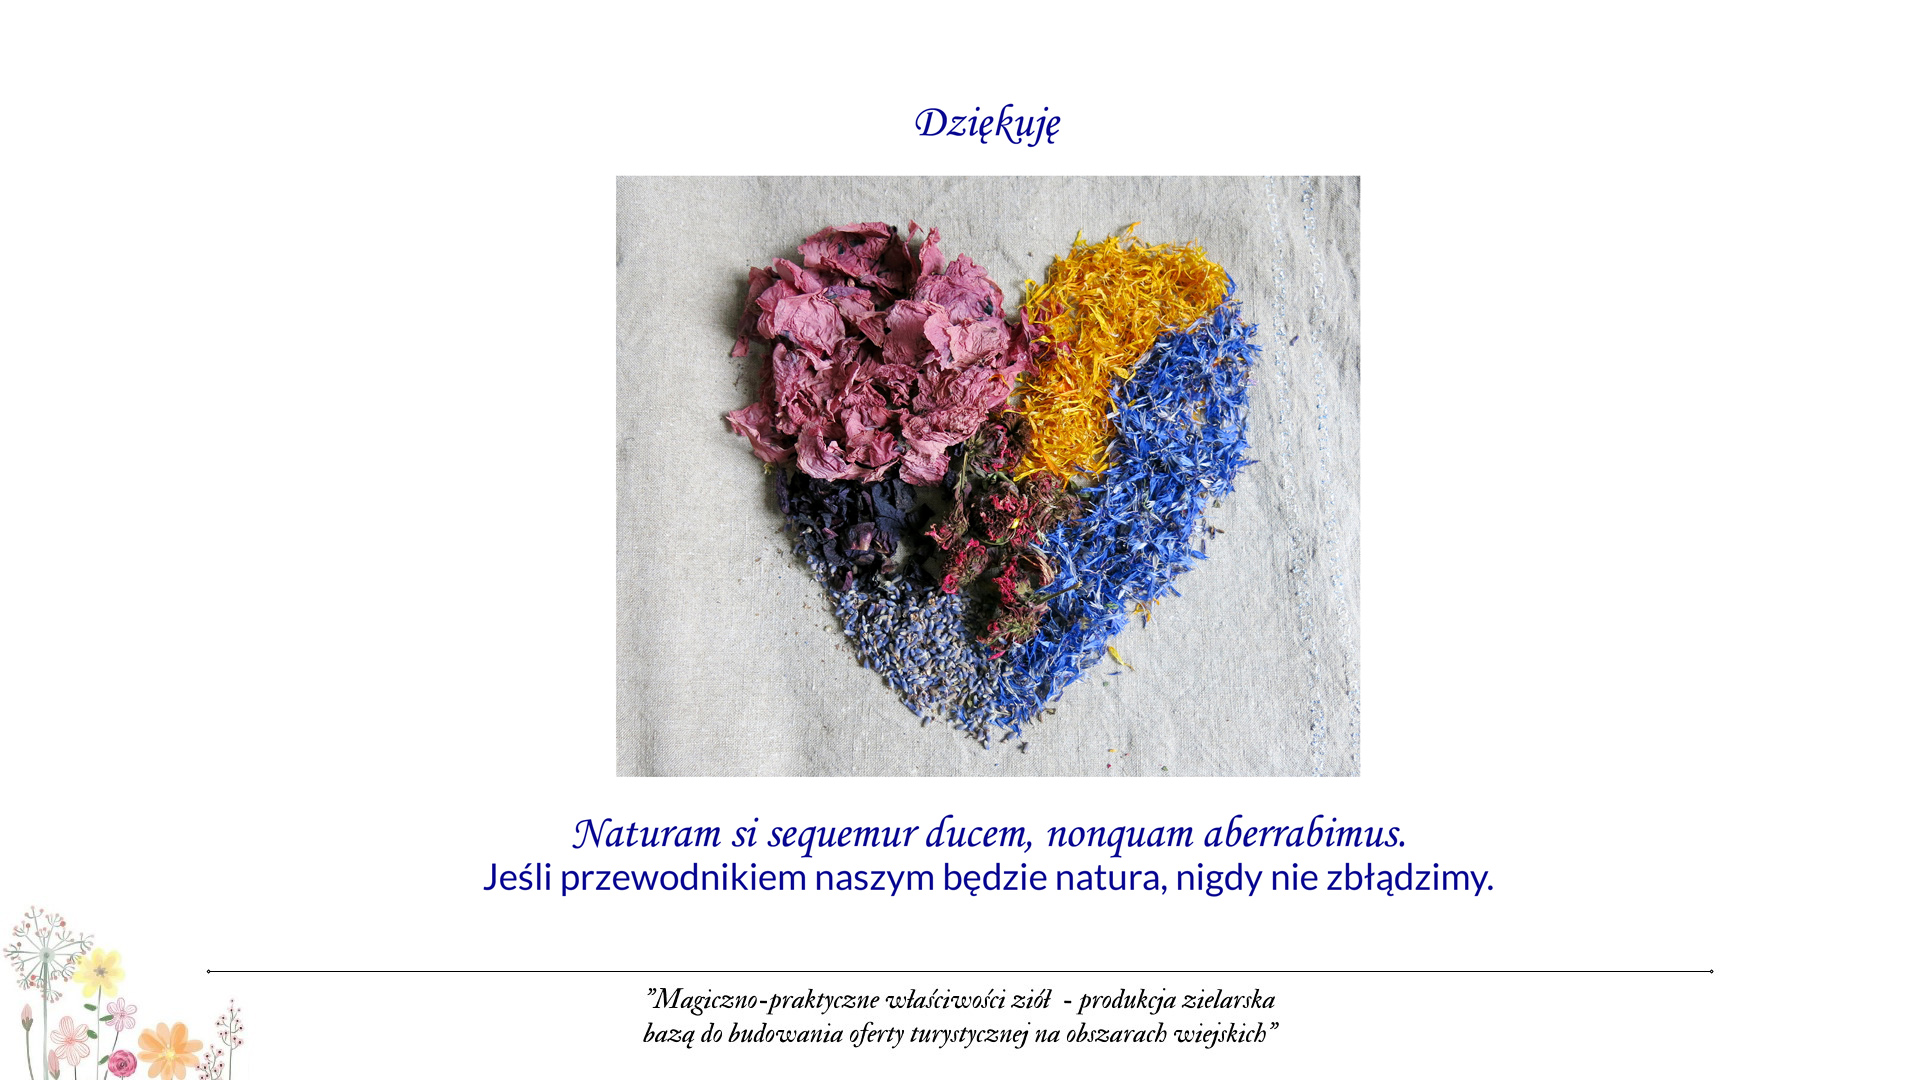 Dziękuję
Naturam si sequemur ducem, nonquam aberrabimus.
Jeśli przewodnikiem naszym będzie natura, nigdy nie zbłądzimy.
”Magiczno-praktyczne właściwości ziół - produkcja zielarska
bazą do budowania oferty turystycznej na obszarach wiejskich”